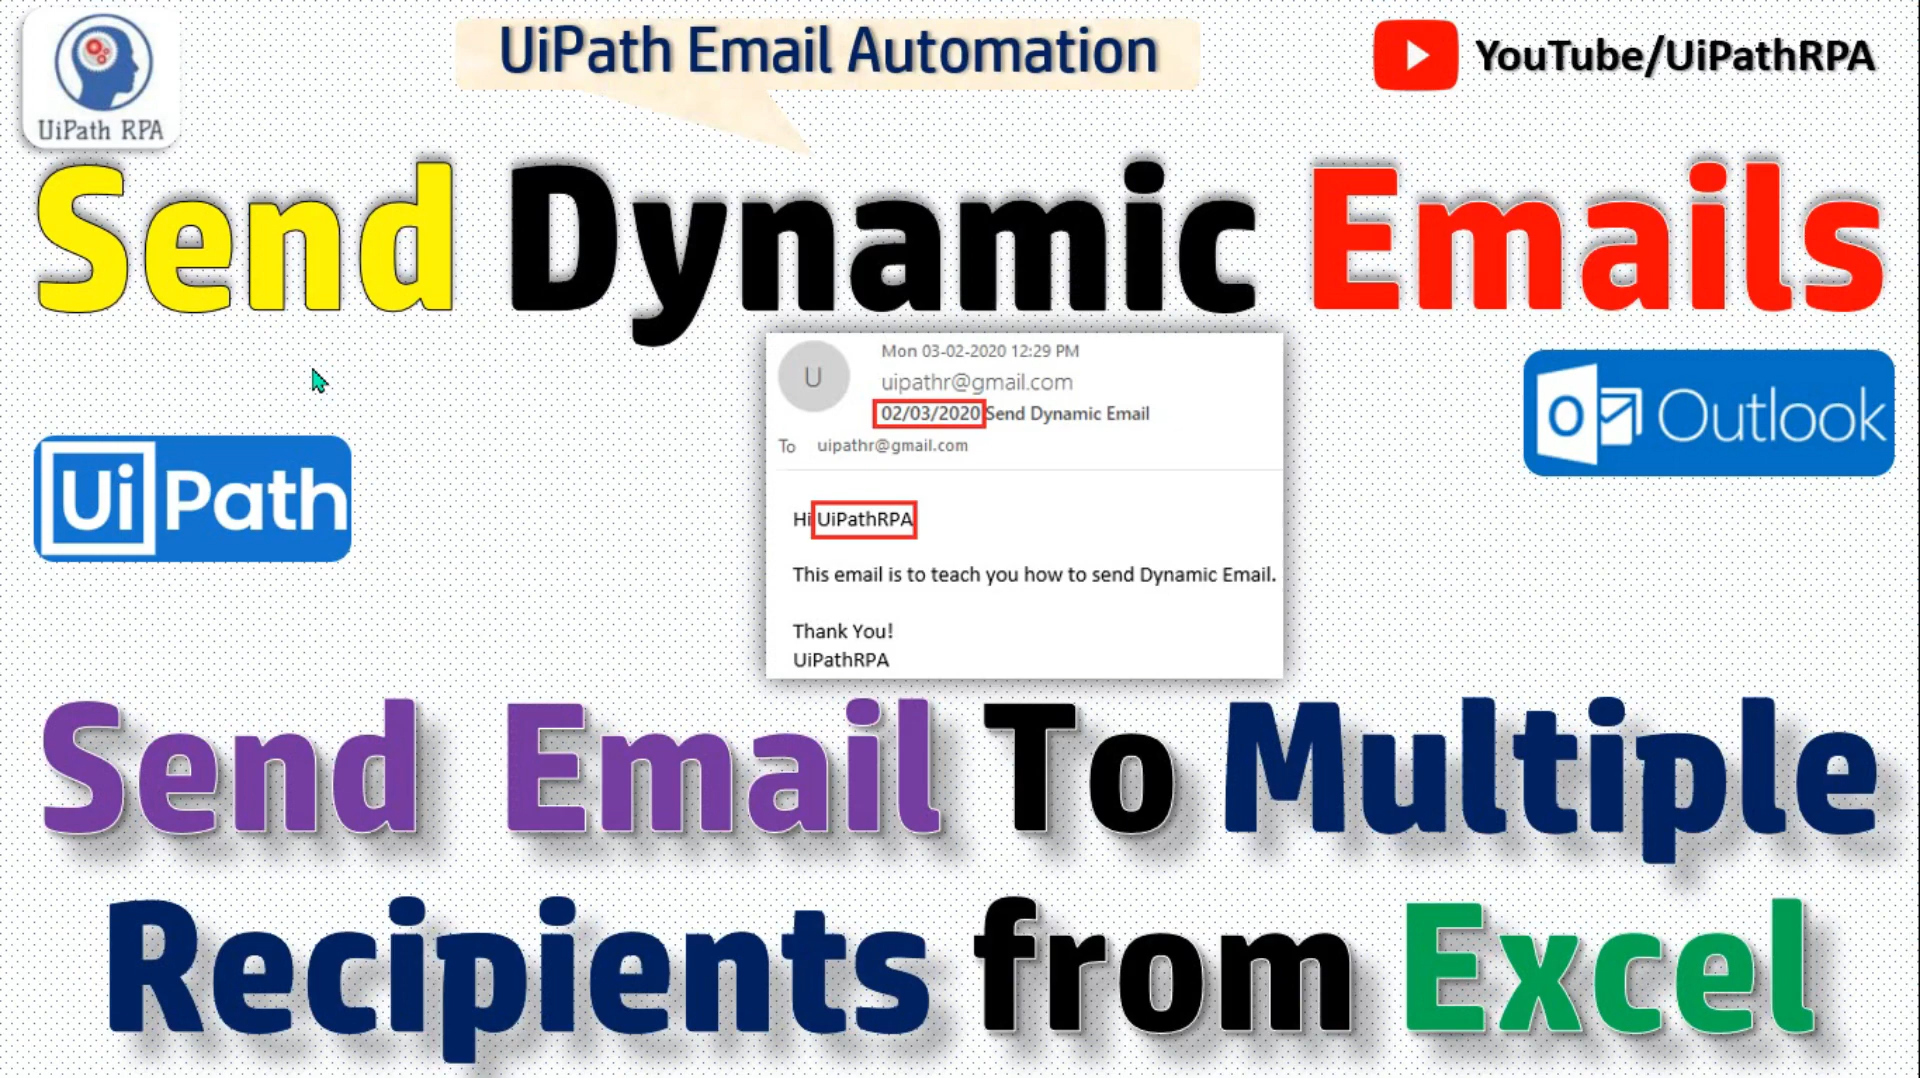 UiPath RPA
UiPath Email Automation
YouTube/UiPathRPA
Send Dynamic Emails
Mon 03-02-2020 12:29 PM
U
uipathr@gmail.com
02/03/2020 Send Dynamic Email
To uipathr@gmail.com
Outlook
UiPath
Hi UiPathRPA
This email is to teach you how to send Dynamic Email.
Thank You!
UiPathRPA
Send Email To Multiple
Recipients from Excel